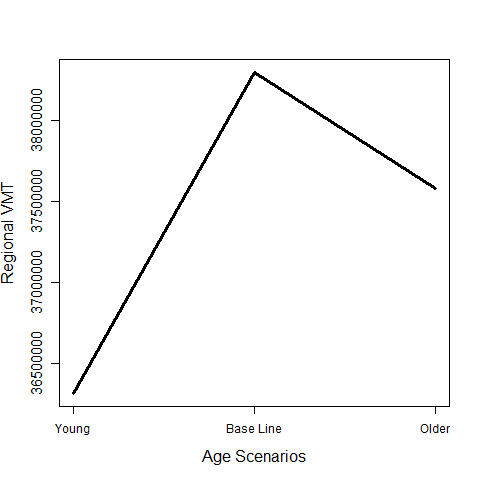 Regional VMT
38000000
37500000
37000000
36500000
Young Base Line Older
Age Scenarios